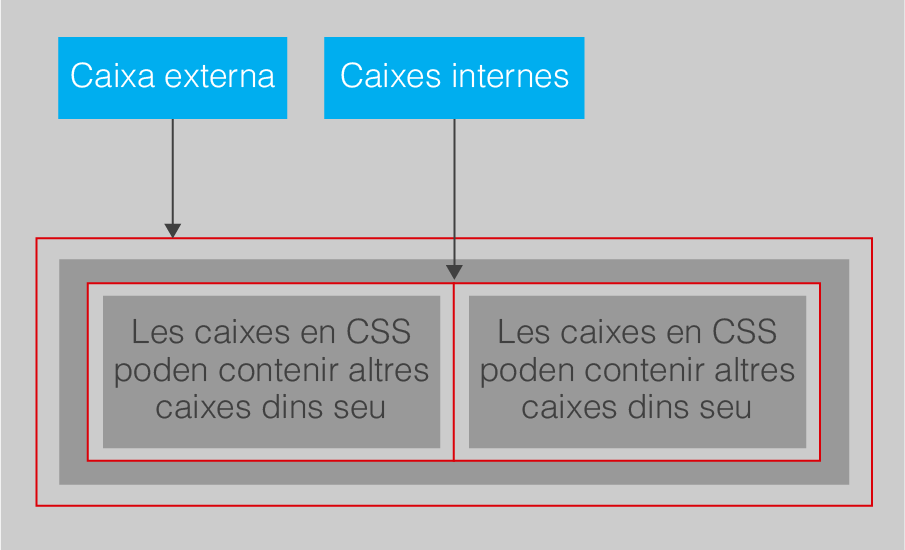 Caixa externa
Caixes internes
Les caixes en CSS
poden contenir altres
caixes dins seu
Les caixes en CSS
poden contenir altres
caixes dins seu